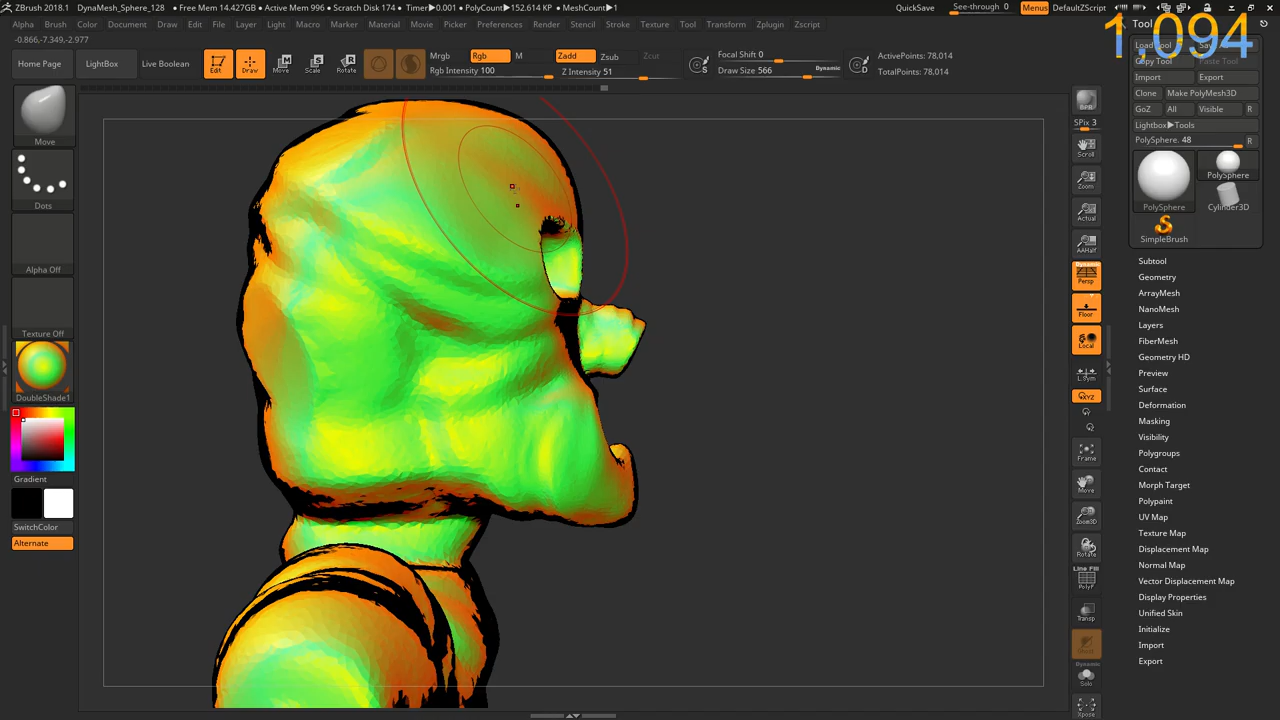 ZBrush 2018.1 DynaMesh_Sphere_128 • Free Mem 14.427GB • Active Mem 996 • Scratch Disk 174 • Timer▶0.001 • PolyCount▶152.614 KP • MeshCount▶1 QuickSave See-through 0 Menus DefaultZScript
1.094
Alpha Brush Color Document Draw Edit File Layer Light Macro Marker Material Movie Picker Preferences Render Stencil Stroke Texture Tool Transform Zplugin Zscript
Tool
-0.866,-7.349,-2.977
Load Tool
Copy Tool Paste Tool
Import Export
Clone Make PolyMesh3D
GoZ All Visible R
Lightbox▶Tools
PolySphere. 48 R
PolySphere
PolySphere
Cylinder3D
SimpleBrush
Home Page LightBox Live Boolean Edit Draw Move Scale Rotate
Mrgb Rgb M Zadd Zsub Zcut
Rgb Intensity 100 Z Intensity 51
S
Focal Shift 0
Draw Size 566 Dynamic
D
ActivePoints: 78,014
TotalPoints: 78,014
Move
Dots
Alpha Off
Texture Off
DoubleShade1
Gradient
SwitchColor
Alternate
BPR
SPix 3
Scroll
Zoom
Actual
AAHalf
Dynamic
Persp
Floor
Local
L.Sym
XYZ
Frame
Move
Zoom3D
Rotate
Line Fill
PolyF
Transp
Ghost
Dynamic
Solo
Xpose
Subtool
Geometry
ArrayMesh
NanoMesh
Layers
FiberMesh
Geometry HD
Preview
Surface
Deformation
Masking
Visibility
Polygroups
Contact
Morph Target
Polypaint
UV Map
Texture Map
Displacement Map
Normal Map
Vector Displacement Map
Display Properties
Unified Skin
Initialize
Import
Export